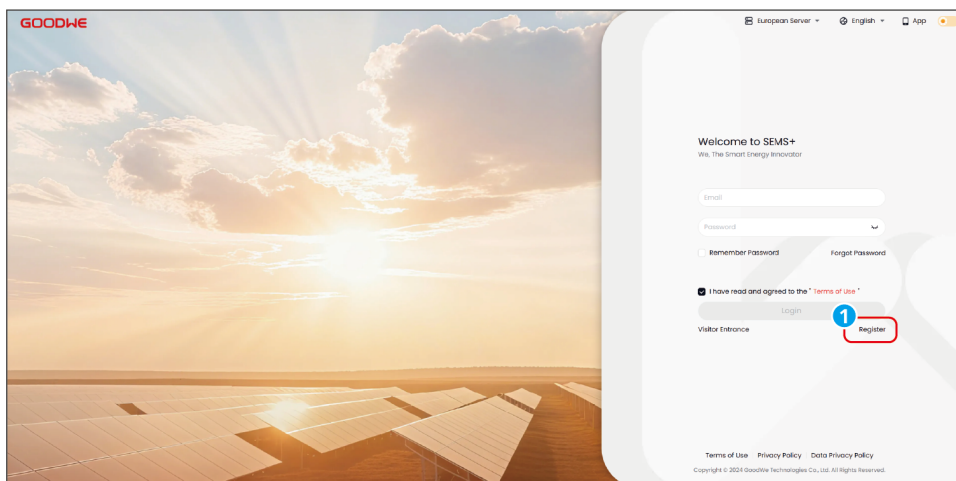 GOODWE
European Server English App
Welcome to SEMS+
We, The Smart Energy Innovator
Email
Password
Remember Password Forgot Password
I have read and agreed to the " Terms of Use "
Login
1
Visitor Entrance Register
Terms of Use Privacy Policy Data Privacy Policy
Copyright © 2024 GoodWe Technologies Co., Ltd. All Rights Reserved.